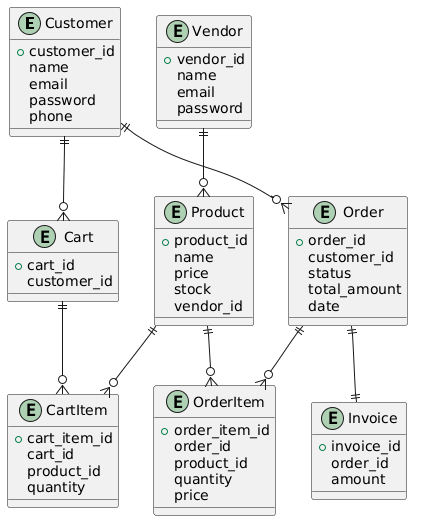 E Customer
customer_id
name
email
password
phone
E Vendor
vendor_id
name
email
password
E Cart
cart_id
customer_id
E Product
product_id
name
price
stock
vendor_id
E Order
order_id
customer_id
status
total_amount
date
E CartItem
cart_item_id
cart_id
product_id
quantity
E OrderItem
order_item_id
order_id
product_id
quantity
price
E Invoice
invoice_id
order_id
amount